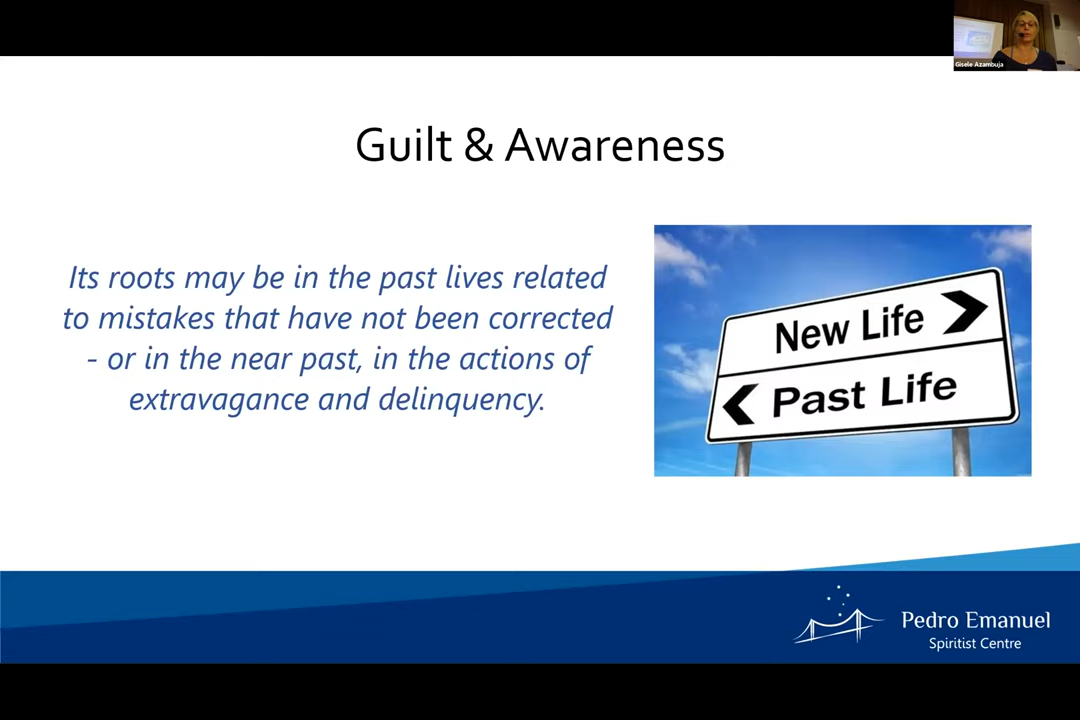 Gisele Azambuja
Guilt & Awareness
Its roots may be in the past lives related
to mistakes that have not been corrected
- or in the near past, in the actions of
extravagance and delinquency.
New Life
Past Life
Pedro Emanuel
Spiritist Centre